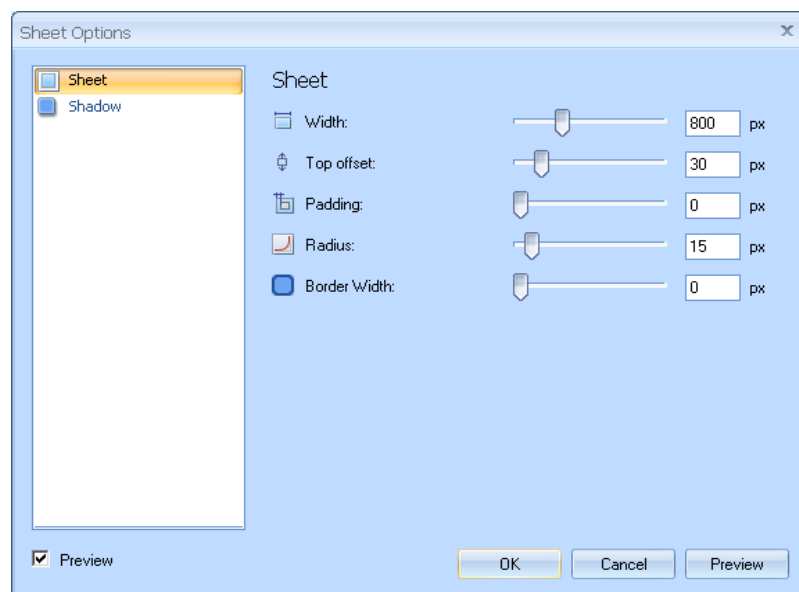 Sheet Options
Sheet
Shadow
Sheet
Width: 800 px
Top offset: 30 px
Padding: 0 px
Radius: 15 px
Border Width: 0 px
Preview
OK Cancel Preview